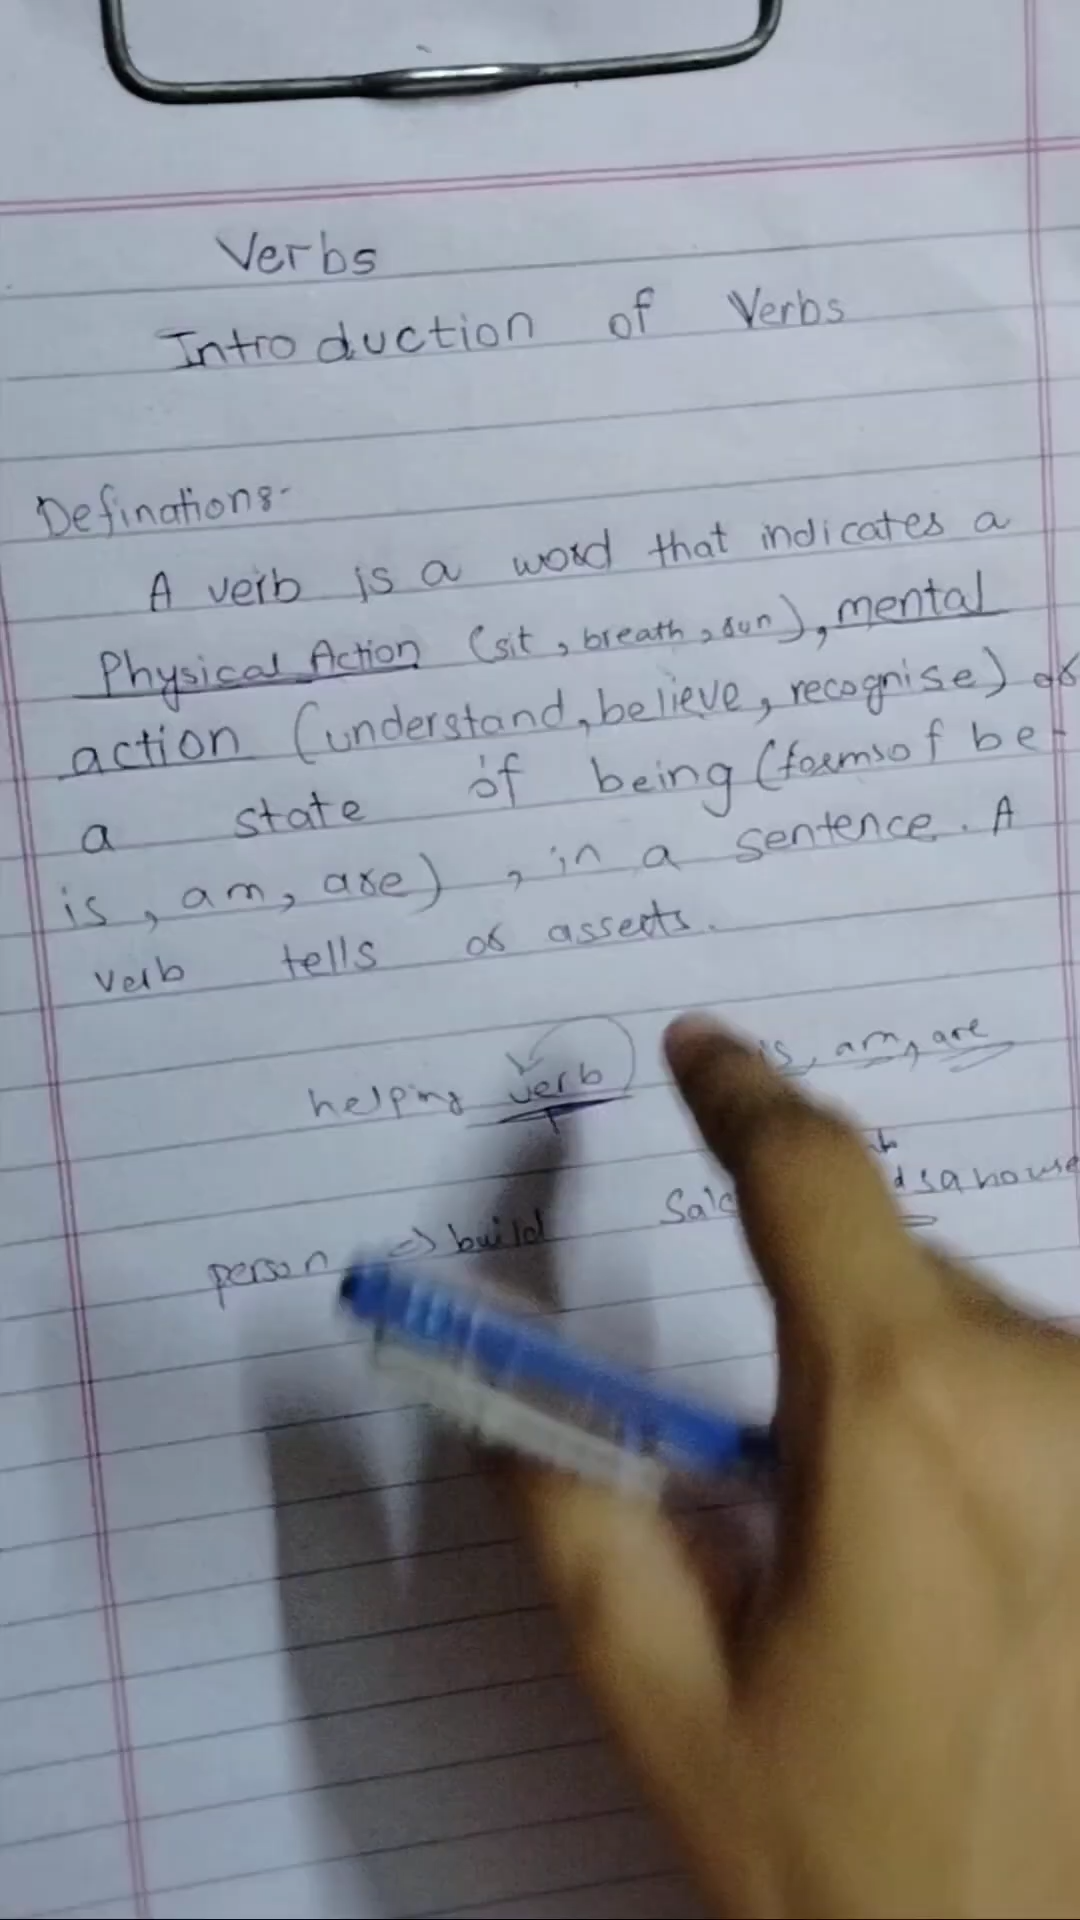 Verbs
Introduction of Verbs
Definations-
A verb is a word that indicates a
Physical Action (sit, breath, run), mental
action (understand, believe, recognise) or
a state of being (forms of be-
is, am, are), in a sentence. A
verb tells or asserts.
helping verb is, am, are
person => build a house